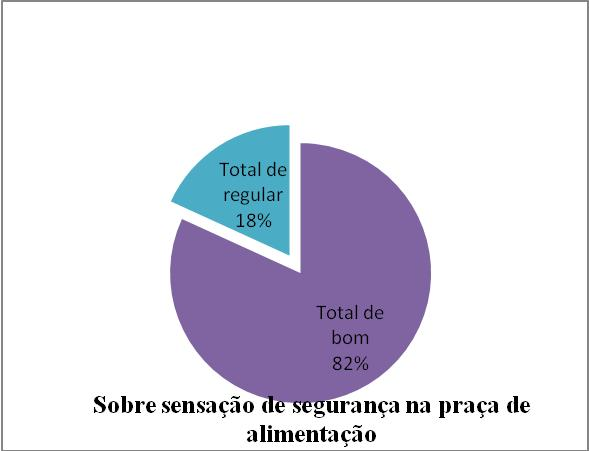 Total de
regular
18%
Total de
bom
82%
Sobre sensação de segurança na praça de
alimentação